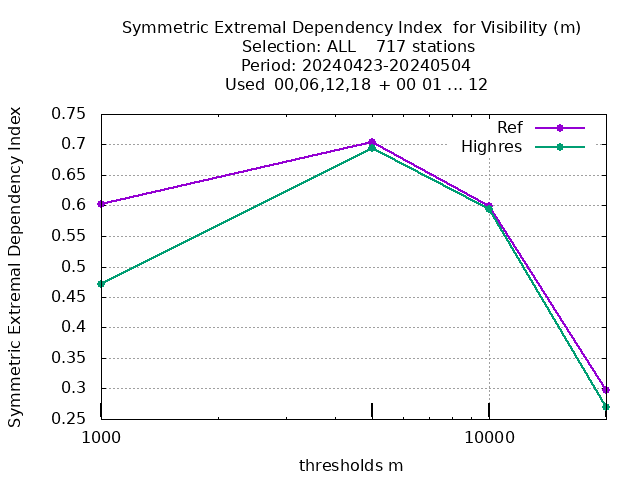 Symmetric Extremal Dependency Index  for Visibility (m)
Selection: ALL    717 stations
Period: 20240423-20240504
Used  00,06,12,18  + 00 01 ... 12
Symmetric Extremal Dependency Index
0.75
0.7
0.65
0.6
0.55
0.5
0.45
0.4
0.35
0.3
0.25
Ref
Highres
1000
10000
thresholds m